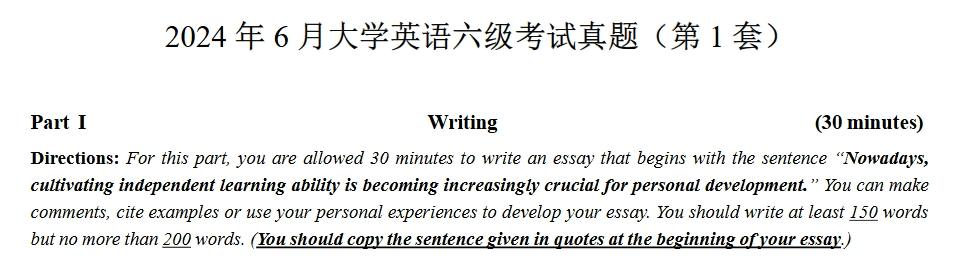 2024 年 6 月大学英语六级考试真题（第 1 套）
Part I Writing (30 minutes)
Directions: For this part, you are allowed 30 minutes to write an essay that begins with the sentence “Nowadays,
cultivating independent learning ability is becoming increasingly crucial for personal development.” You can make
comments, cite examples or use your personal experiences to develop your essay. You should write at least 150 words
but no more than 200 words. (You should copy the sentence given in quotes at the beginning of your essay.)